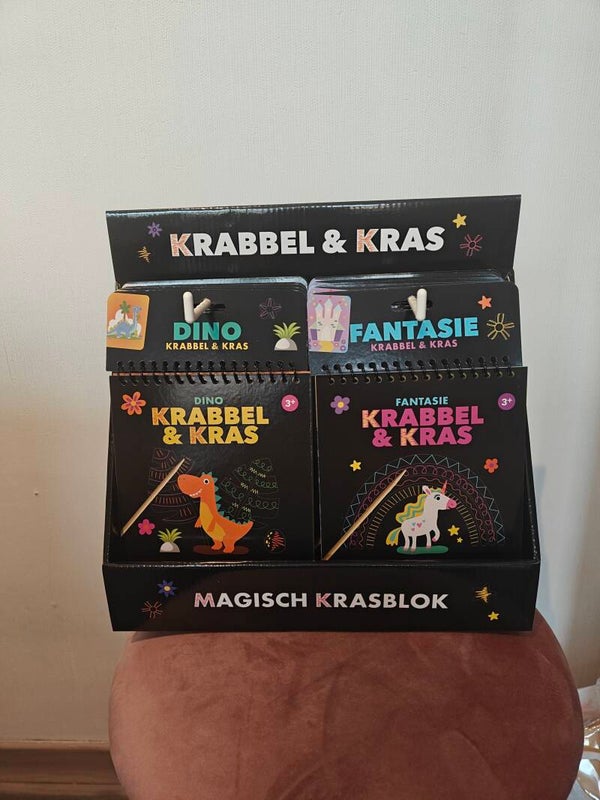 KRABBEL & KRAS
DINO
KRABBEL & KRAS
FANTASIE
KRABBEL & KRAS
DINO
KRABBEL
& KRAS
3+
FANTASIE
KRABBEL
& KRAS
3+
MAGISCH KRASBLOK